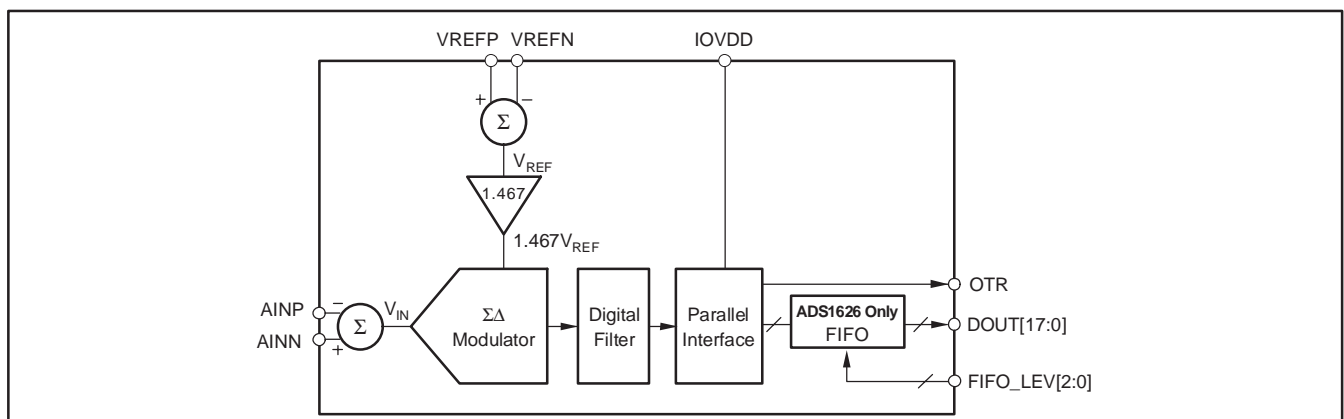 VREFP VREFN IOVDD
+ −
Σ
V_REF
1.467
1.467V_REF
OTR
AINP −
V_IN
ΣΔ
Modulator
Digital
Filter
Parallel
Interface
ADS1626 Only
FIFO
DOUT[17:0]
Σ
AINN +
FIFO_LEV[2:0]